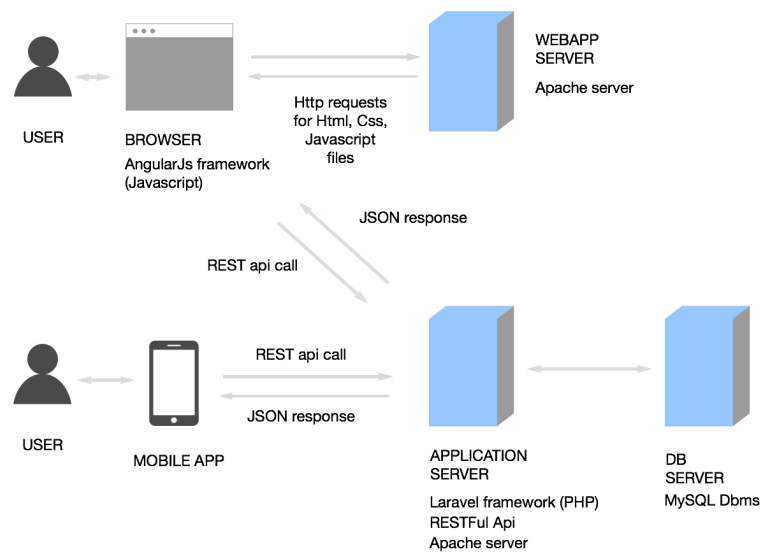 WEBAPP
SERVER
Apache server
USER
BROWSER
AngularJs framework
(Javascript)
Http requests
for Html, Css,
Javascript
files
JSON response
REST api call
REST api call
JSON response
USER
MOBILE APP
APPLICATION
SERVER
Laravel framework (PHP)
RESTFul Api
Apache server
DB
SERVER
MySQL Dbms